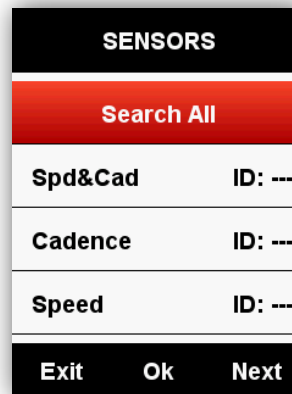 SENSORS
Search All
Spd&Cad ID: ---
Cadence ID: ---
Speed ID: ---
Exit Ok Next